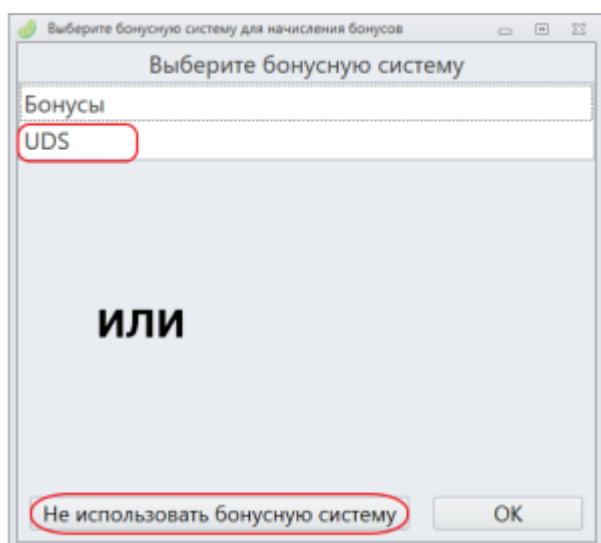 Выберите бонусную систему для начисления бонусов
Выберите бонусную систему
Бонусы
UDS
или
Не использовать бонусную систему
OK